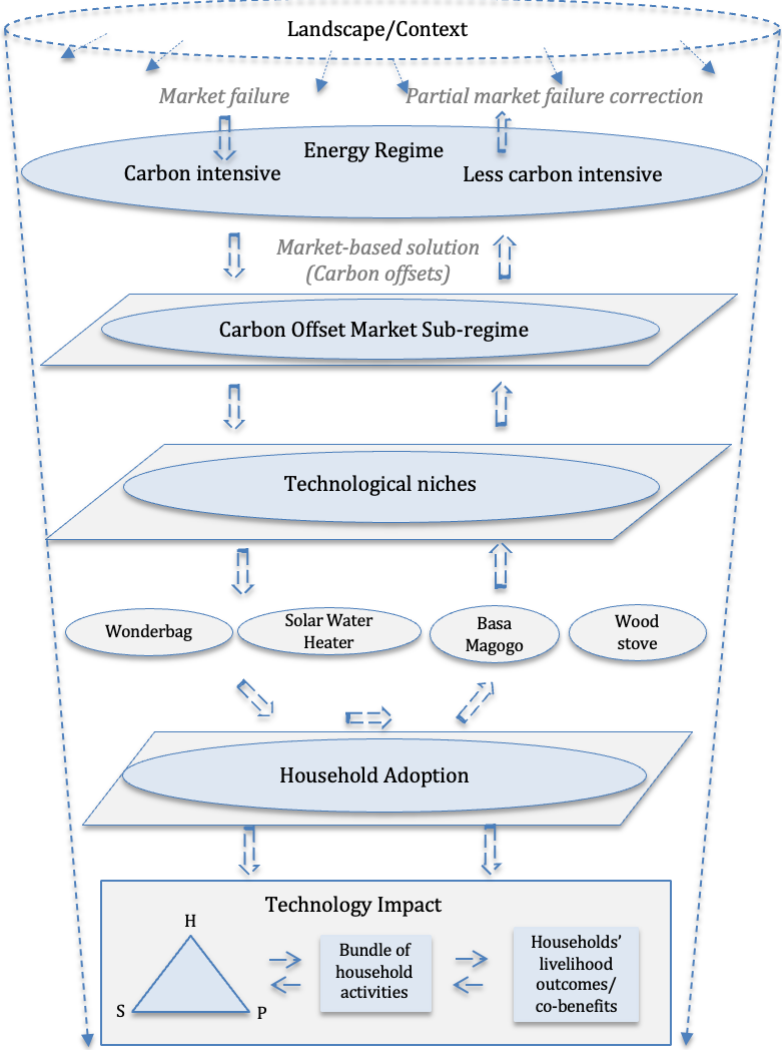 Landscape/Context
Market failure
Partial market failure correction
Energy Regime
Carbon intensive
Less carbon intensive
Market-based solution
(Carbon offsets)
Carbon Offset Market Sub-regime
Technological niches
Wonderbag
Solar Water
Heater
Basa
Magogo
Wood
stove
Household Adoption
Technology Impact
H
S
P
Bundle of
household
activities
Households'
livelihood
outcomes/
co-benefits